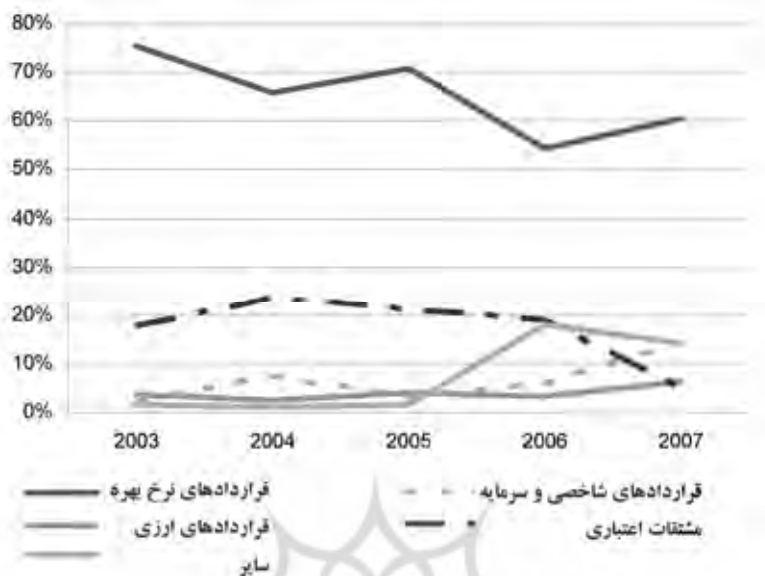 80%
70%
60%
50%
40%
30%
20%
10%
0%
2003 2004 2005 2006 2007
قراردادهای نرخ بهره
قراردادهای شاخصی و سرمایه
قراردادهای ارزی
مشتقات اعتباری
سایر